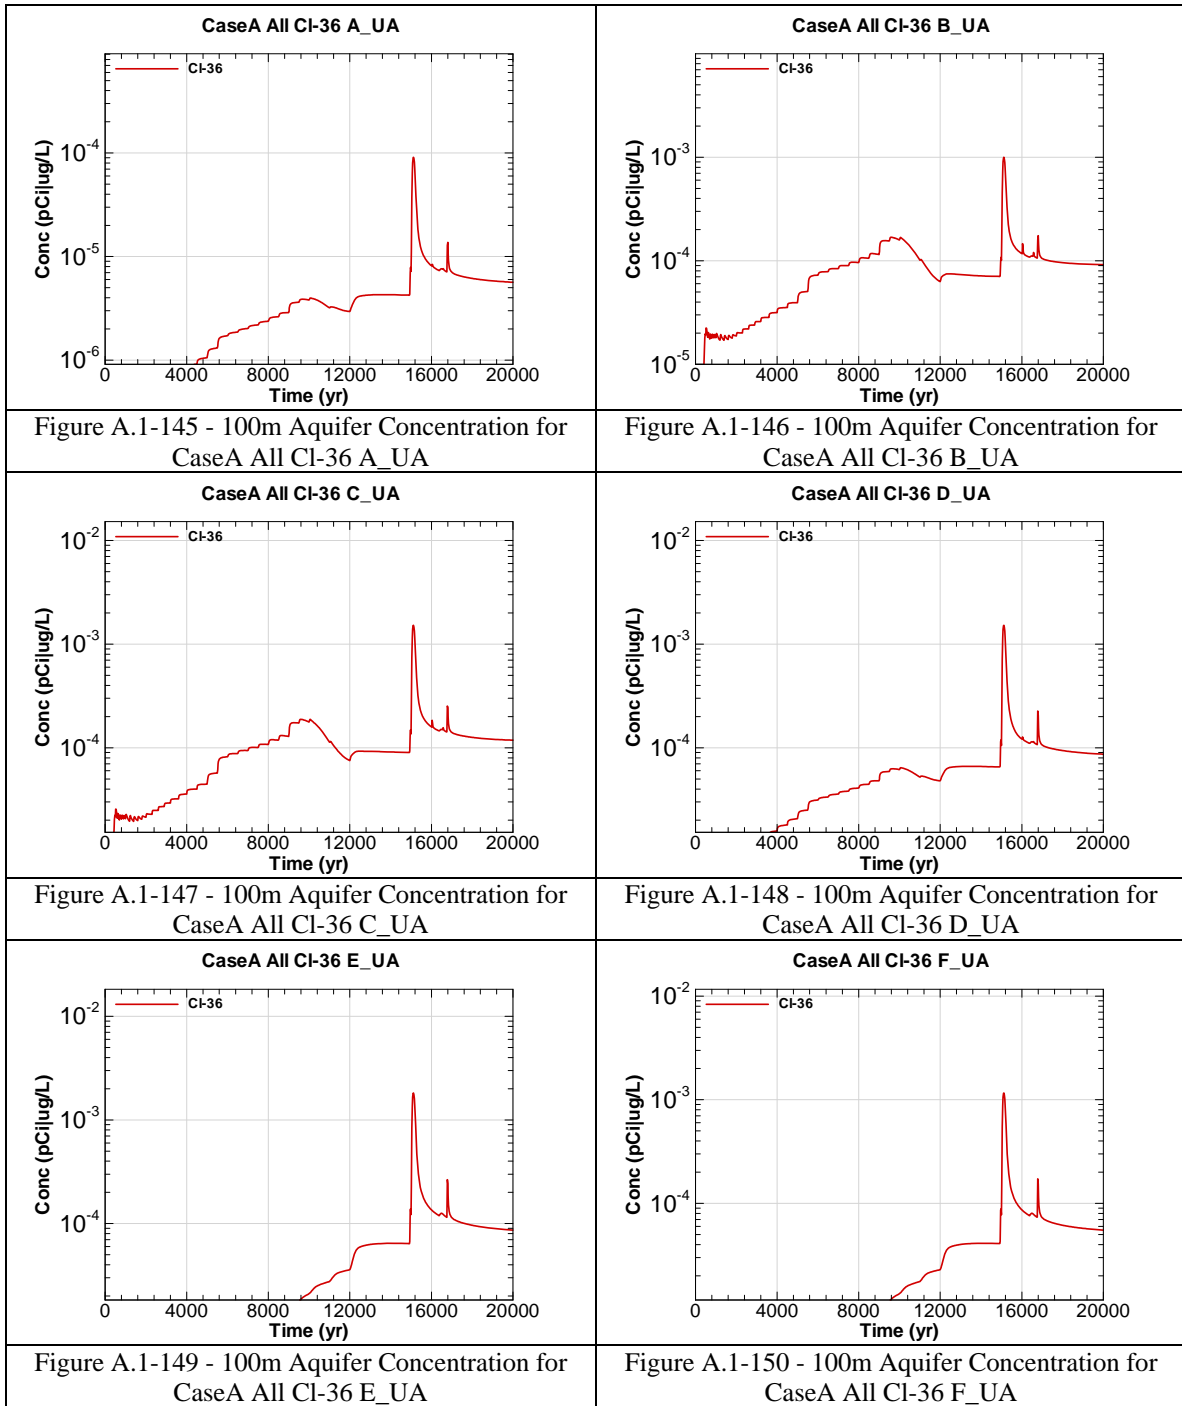 CaseA All Cl-36 A_UA
Cl-36
10^-4
10^-5
10^-6
Conc (pCi|ug/L)
0 4000 8000 12000 16000 20000
Time (yr)
Figure A.1-145 - 100m Aquifer Concentration for
CaseA All Cl-36 A_UA
CaseA All Cl-36 B_UA
Cl-36
10^-3
10^-4
10^-5
Conc (pCi|ug/L)
0 4000 8000 12000 16000 20000
Time (yr)
Figure A.1-146 - 100m Aquifer Concentration for
CaseA All Cl-36 B_UA
CaseA All Cl-36 C_UA
Cl-36
10^-2
10^-3
10^-4
Conc (pCi|ug/L)
0 4000 8000 12000 16000 20000
Time (yr)
Figure A.1-147 - 100m Aquifer Concentration for
CaseA All Cl-36 C_UA
CaseA All Cl-36 D_UA
Cl-36
10^-2
10^-3
10^-4
Conc (pCi|ug/L)
0 4000 8000 12000 16000 20000
Time (yr)
Figure A.1-148 - 100m Aquifer Concentration for
CaseA All Cl-36 D_UA
CaseA All Cl-36 E_UA
Cl-36
10^-2
10^-3
10^-4
Conc (pCi|ug/L)
0 4000 8000 12000 16000 20000
Time (yr)
Figure A.1-149 - 100m Aquifer Concentration for
CaseA All Cl-36 E_UA
CaseA All Cl-36 F_UA
Cl-36
10^-2
10^-3
10^-4
Conc (pCi|ug/L)
0 4000 8000 12000 16000 20000
Time (yr)
Figure A.1-150 - 100m Aquifer Concentration for
CaseA All Cl-36 F_UA